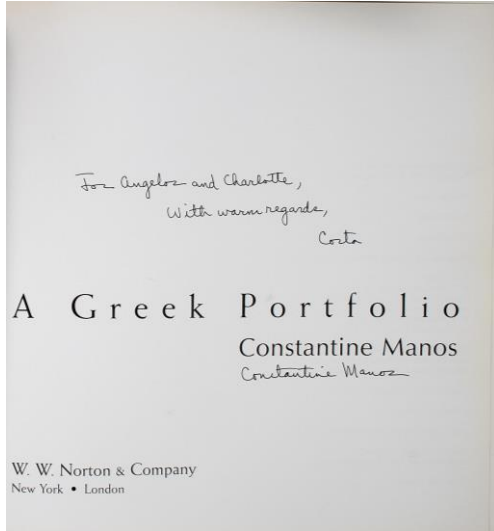 For Angelos and Charlotte,
With warm regards,
Costa
A Greek Portfolio
Constantine Manos
Constantine Manos
W. W. Norton & Company
New York • London